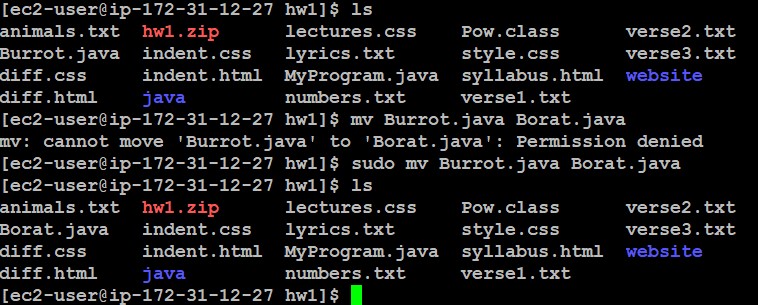 [ec2-user@ip-172-31-12-27 hw1]$ ls
animals.txt  hw1.zip      lectures.css    Pow.class      verse2.txt
Burrot.java  indent.css   lyrics.txt      style.css      verse3.txt
diff.css     indent.html  MyProgram.java  syllabus.html  website
diff.html    java         numbers.txt     verse1.txt
[ec2-user@ip-172-31-12-27 hw1]$ mv Burrot.java Borat.java
mv: cannot move 'Burrot.java' to 'Borat.java': Permission denied
[ec2-user@ip-172-31-12-27 hw1]$ sudo mv Burrot.java Borat.java
[ec2-user@ip-172-31-12-27 hw1]$ ls
animals.txt  hw1.zip      lectures.css    Pow.class      verse2.txt
Borat.java   indent.css   lyrics.txt      style.css      verse3.txt
diff.css     indent.html  MyProgram.java  syllabus.html  website
diff.html    java         numbers.txt     verse1.txt
[ec2-user@ip-172-31-12-27 hw1]$